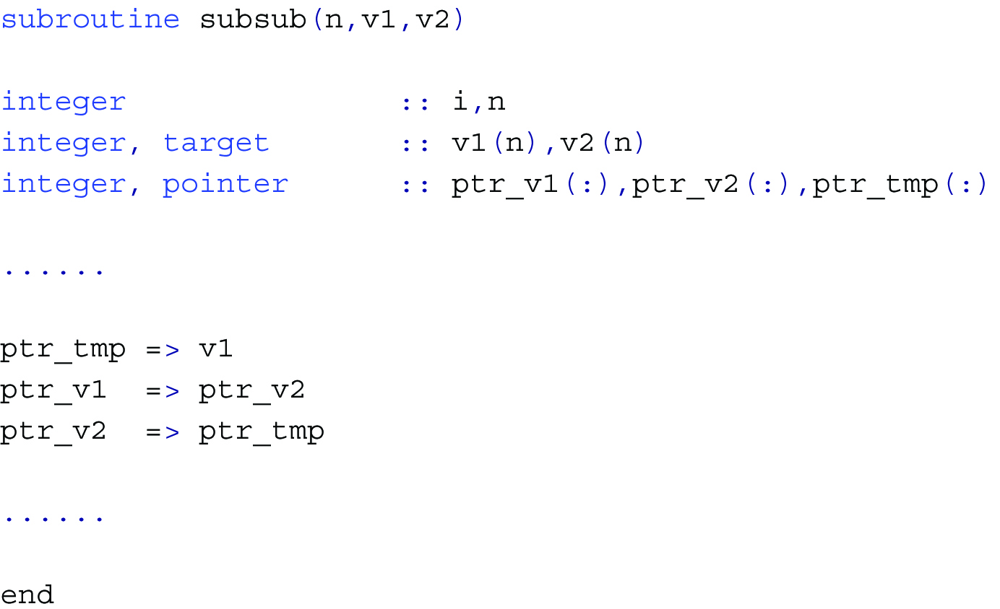 subroutine subsub(n,v1,v2)
integer :: i,n
integer, target :: v1(n),v2(n)
integer, pointer :: ptr_v1(:),ptr_v2(:),ptr_tmp(:)
......
ptr_tmp => v1
ptr_v1 => ptr_v2
ptr_v2 => ptr_tmp
......
end